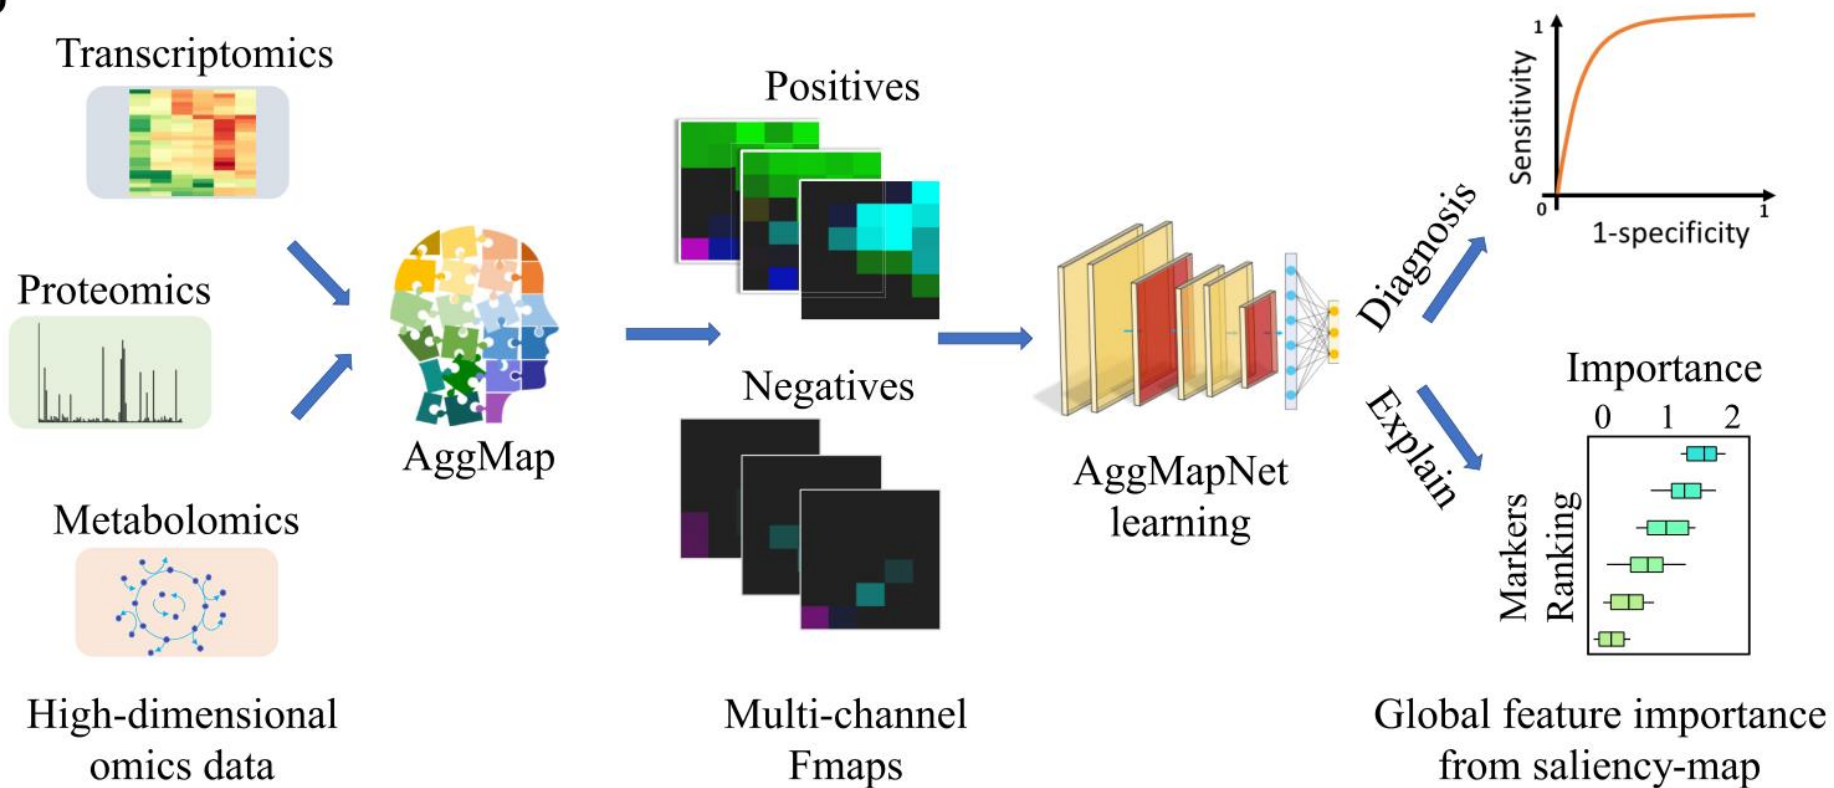 Transcriptomics
Proteomics
Metabolomics
High-dimensional
omics data
AggMap
Positives
Negatives
Multi-channel
Fmaps
AggMapNet
learning
Diagnosis
Explain
1
Sensitivity
0
1
1-specificity
Importance
0 1 2
Markers
Ranking
Global feature importance
from saliency-map